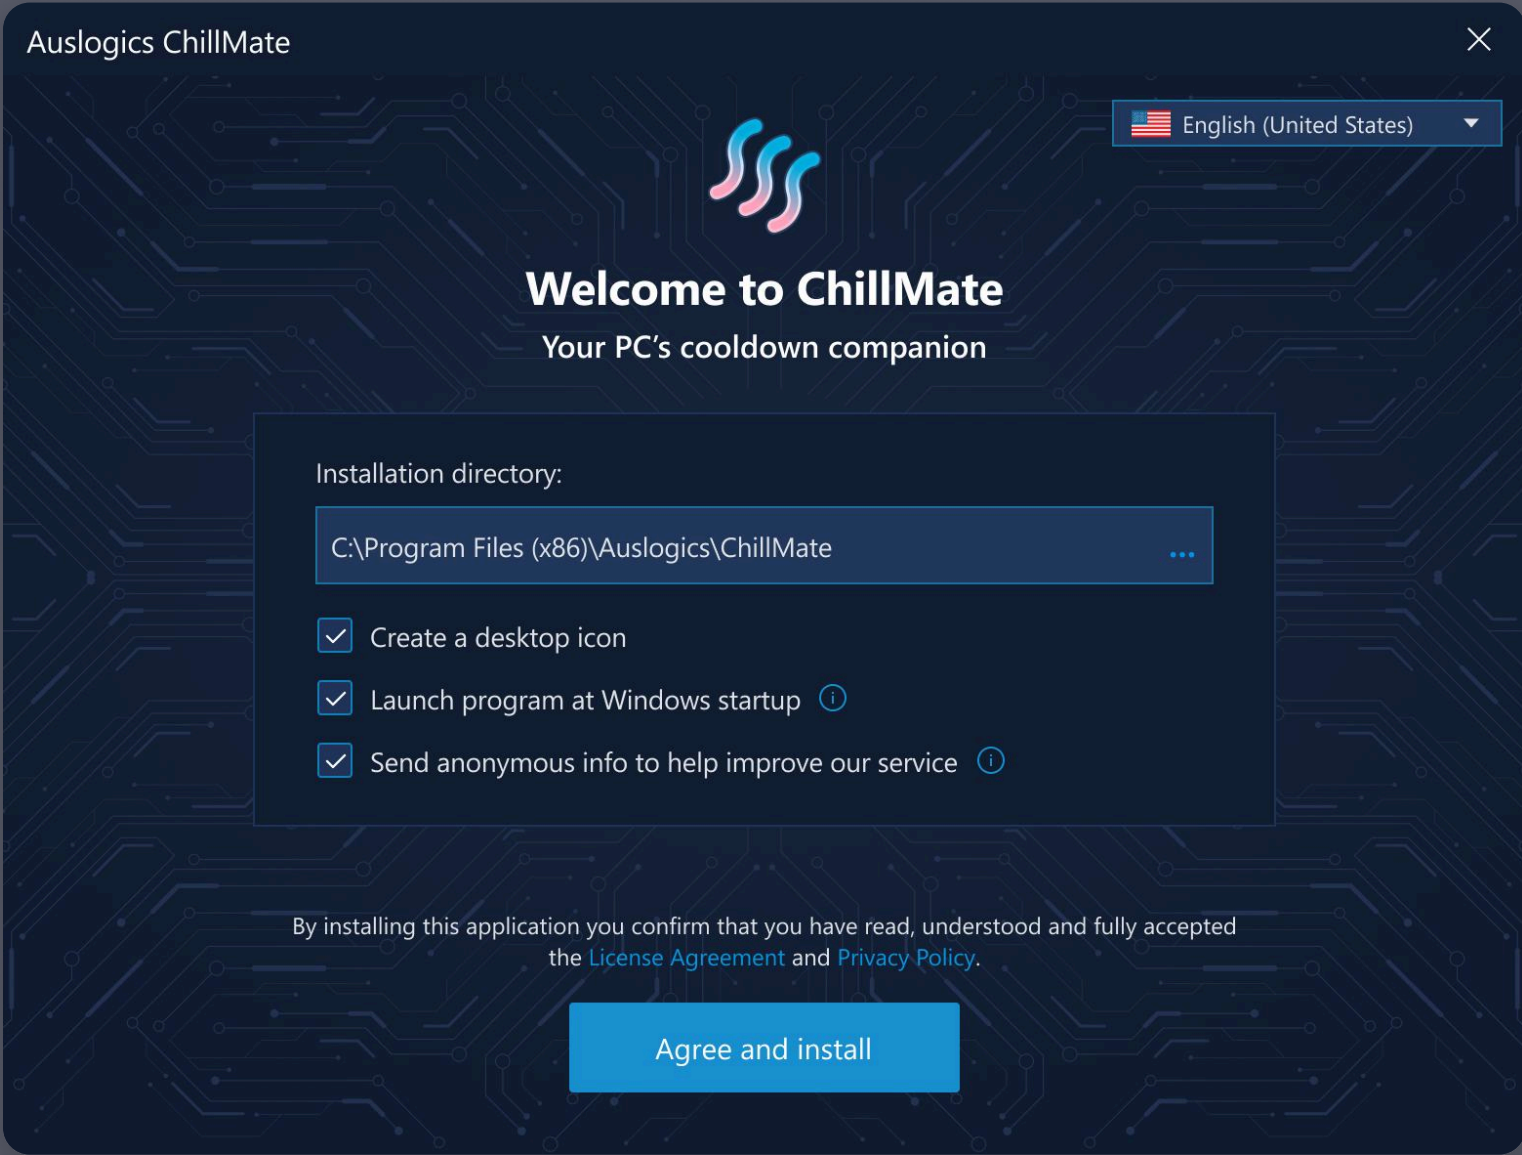 Auslogics ChillMate
English (United States)
Welcome to ChillMate
Your PC’s cooldown companion
Installation directory:
C:\Program Files (x86)\Auslogics\ChillMate
...
Create a desktop icon
Launch program at Windows startup
Send anonymous info to help improve our service
By installing this application you confirm that you have read, understood and fully accepted
the License Agreement and Privacy Policy.
Agree and install